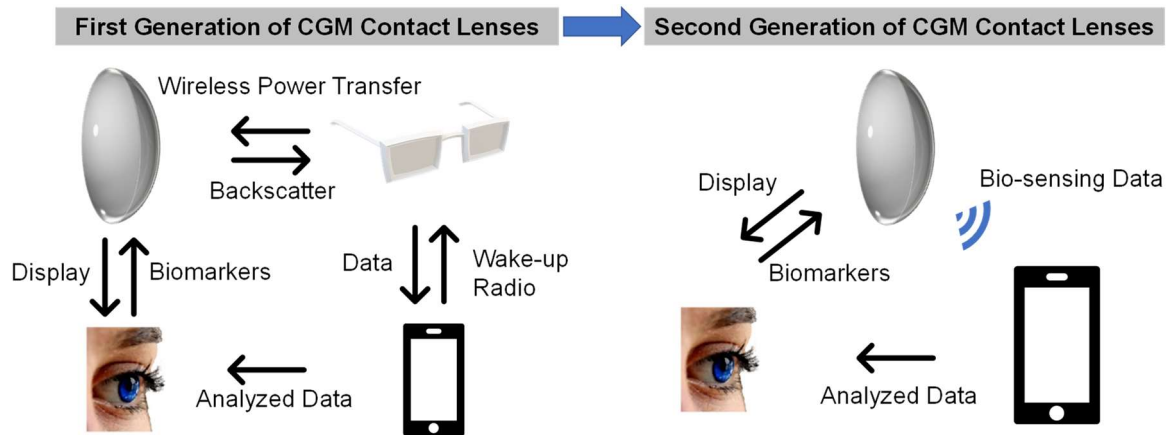 First Generation of CGM Contact Lenses
Second Generation of CGM Contact Lenses
Wireless Power Transfer
Backscatter
Display
Biomarkers
Data
Wake-up
Radio
Analyzed Data
Display
Biomarkers
Bio-sensing Data
Analyzed Data